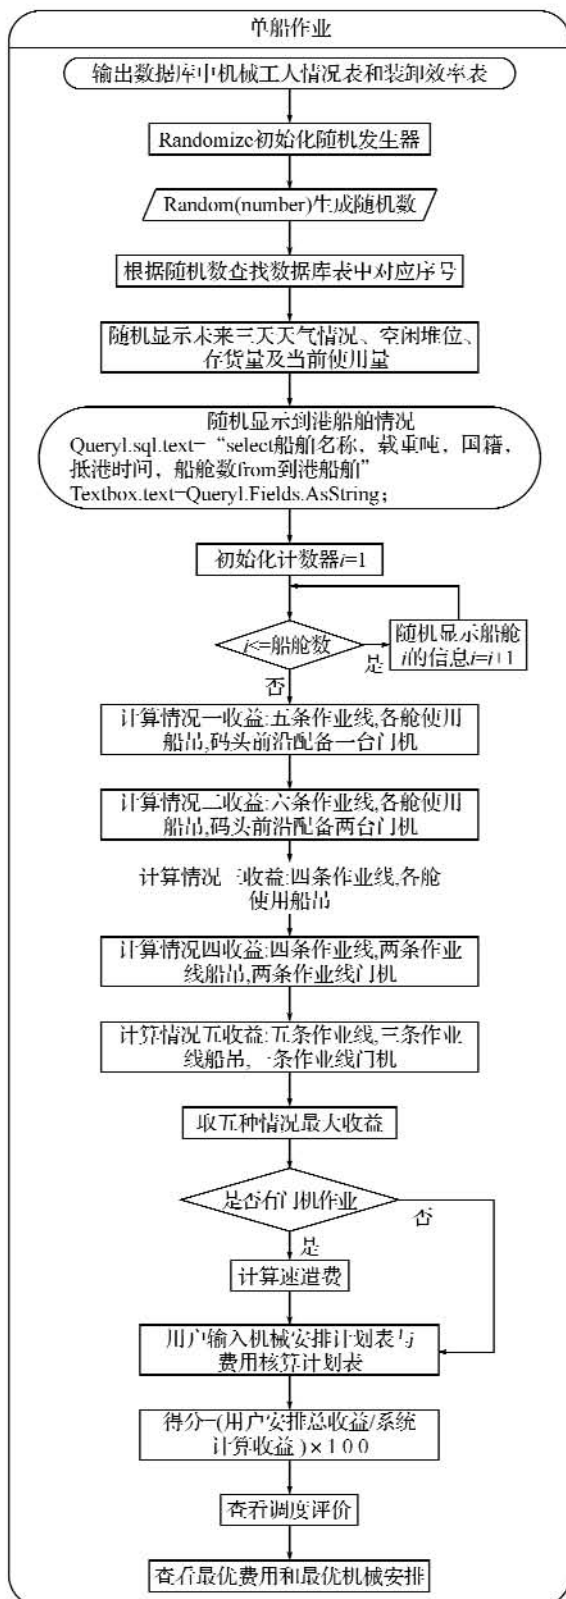 单船作业
输出数据库中机械工人情况表和装卸效率表
Randomize初始化随机发生器
Random(number)生成随机数
根据随机数查找数据库表中对应序号
随机显示未来三天天气情况、空闲堆位、
存货量及当前使用量
随机显示到港船舶情况
Queryl.sql.text=“select船舶名称，载重吨，国籍，
抵港时间，船舱数from到港船舶”
Textbox.text=Queryl.Fields.AsString；
初始化计数器i=1
i<=船舱数
是
随机显示船舱
i的信息i=i+1
否
计算情况一收益:五条作业线,各舱使用
船吊,码头前沿配备一台门机
计算情况二收益:六条作业线,各舱使用
船吊,码头前沿配备两台门机
计算情况三收益:四条作业线,各舱
使用船吊
计算情况四收益:四条作业线,两条作业
线船吊,两条作业线门机
计算情况五收益:五条作业线,三条作业
线船吊,条作业线门机
取五种情况最大收益
是否有门机作业
否
是
计算速遣费
用户输入机械安排计划表与
费用核算计划表
得分=(用户安排总收益/系统
计算收益)×100
查看调度评价
查看最优费用和最优机械安排